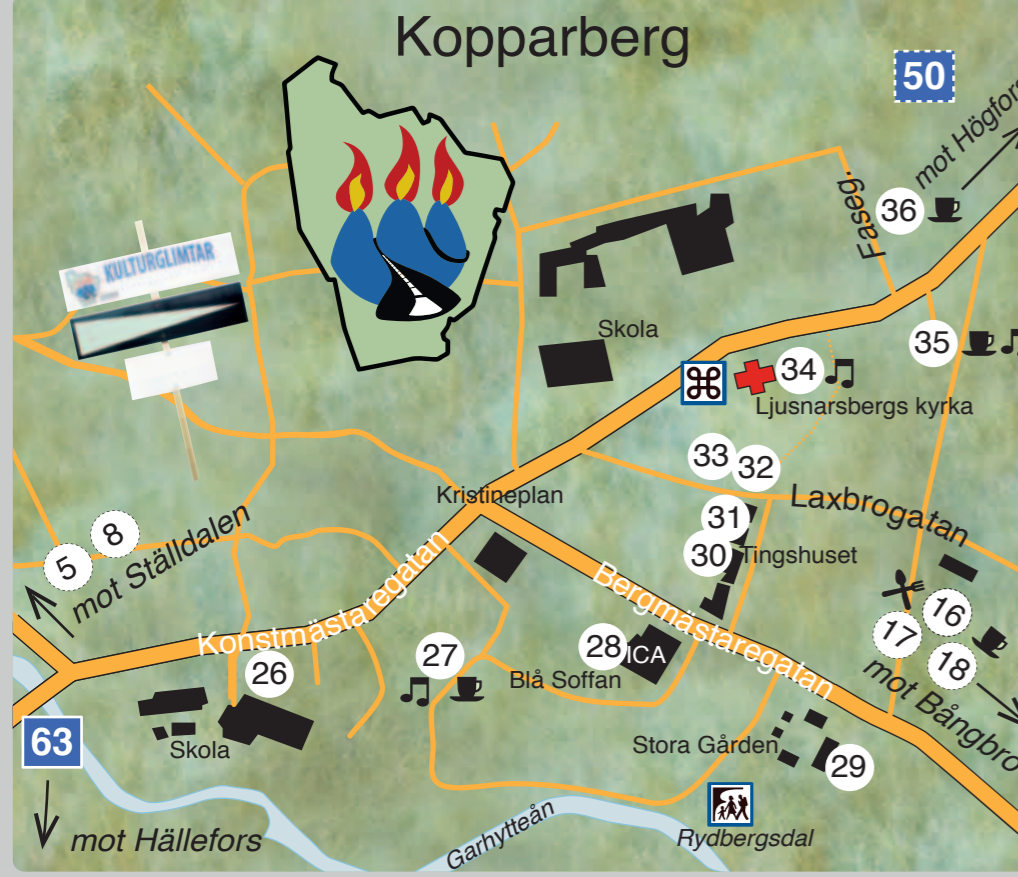 Kopparberg
50
mot Högfors
Faseg.
36
KULTURGLIMTAR
Skola
35
34
Ljusnarsbergs kyrka
33
32
Kristineplan
Laxbrogatan
31
30
Tingshuset
8
5
mot Ställdalen
Konstmästaregatan
Bergmästaregatan
16
17
18
mot Bångbro
26
27
28
ICA
Blå Soffan
Skola
63
Stora Gården
29
mot Hällefors
Garhytteån
Rydbergsdal